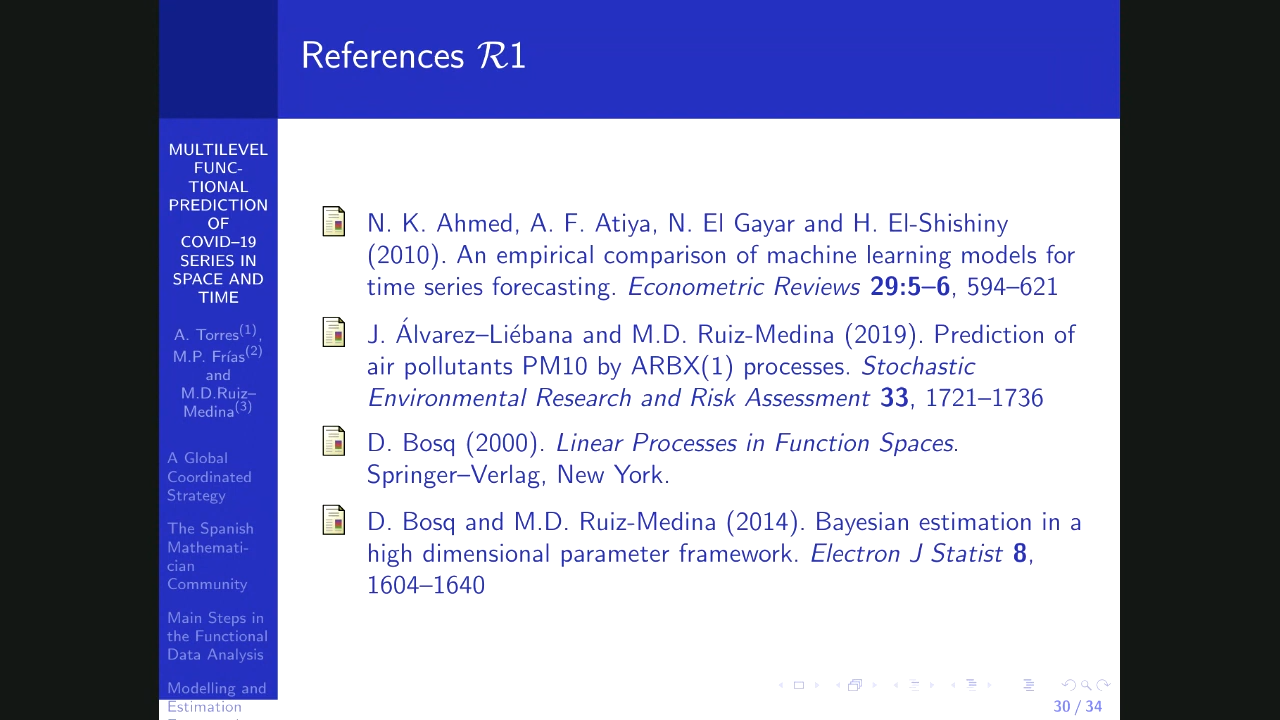 References R1
MULTILEVEL
FUNC-
TIONAL
PREDICTION
OF
COVID–19
SERIES IN
SPACE AND
TIME
A. Torres(1),
M.P. Frías(2)
and
M.D.Ruiz–
Medina(3)
A Global
Coordinated
Strategy
The Spanish
Mathemati-
cian
Community
Main Steps in
the Functional
Data Analysis
Modelling and
Estimation
N. K. Ahmed, A. F. Atiya, N. El Gayar and H. El-Shishiny
(2010). An empirical comparison of machine learning models for
time series forecasting. Econometric Reviews 29:5–6, 594–621
J. Álvarez–Liébana and M.D. Ruiz-Medina (2019). Prediction of
air pollutants PM10 by ARBX(1) processes. Stochastic
Environmental Research and Risk Assessment 33, 1721–1736
D. Bosq (2000). Linear Processes in Function Spaces.
Springer–Verlag, New York.
D. Bosq and M.D. Ruiz-Medina (2014). Bayesian estimation in a
high dimensional parameter framework. Electron J Statist 8,
1604–1640
30 / 34